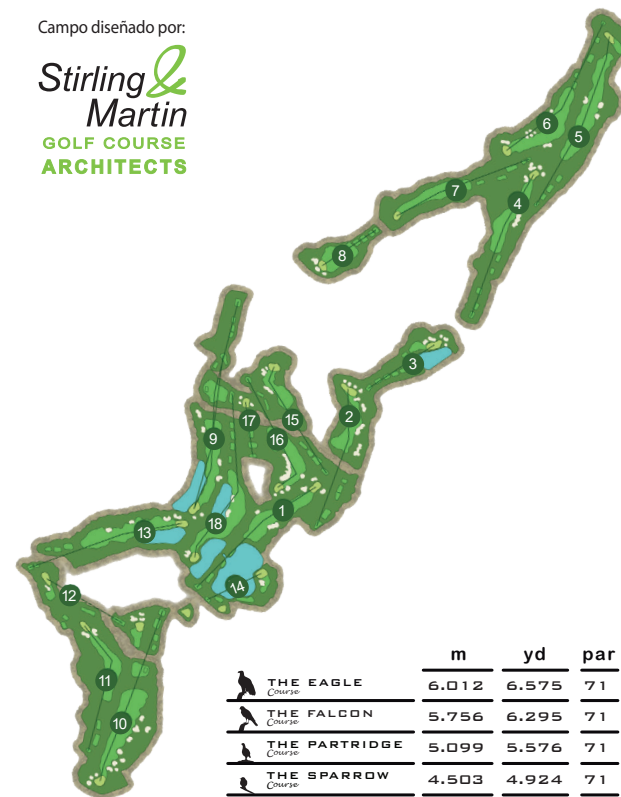 Campo diseñado por:
Stirling &
Martin
GOLF COURSE
ARCHITECTS
6
5
7
4
8
3
2
17
15
9
16
1
18
13
14
12
11
10
m yd par
THE EAGLE Course 6.012 6.575 71
THE FALCON Course 5.756 6.295 71
THE PARTRIDGE Course 5.099 5.576 71
THE SPARROW Course 4.503 4.924 71